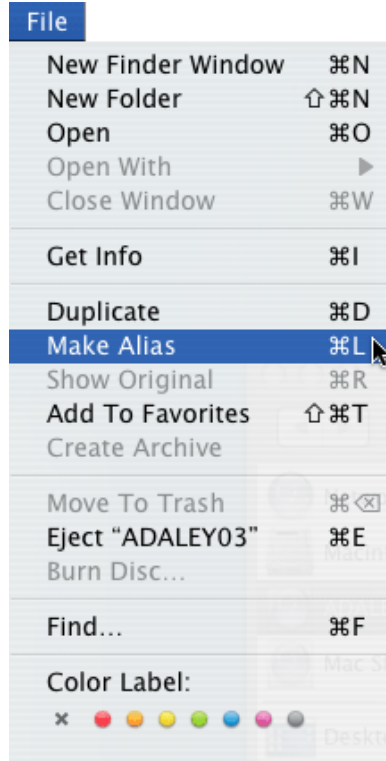 File
New Finder Window ⌘N
New Folder ⇧⌘N
Open ⌘O
Open With ▶
Close Window ⌘W
Get Info ⌘I
Duplicate ⌘D
Make Alias ⌘L
Show Original ⌘R
Add To Favorites ⇧⌘T
Create Archive
Move To Trash ⌘⌫
Eject “ADALEY03” ⌘E
Burn Disc...
Find... ⌘F
Color Label: